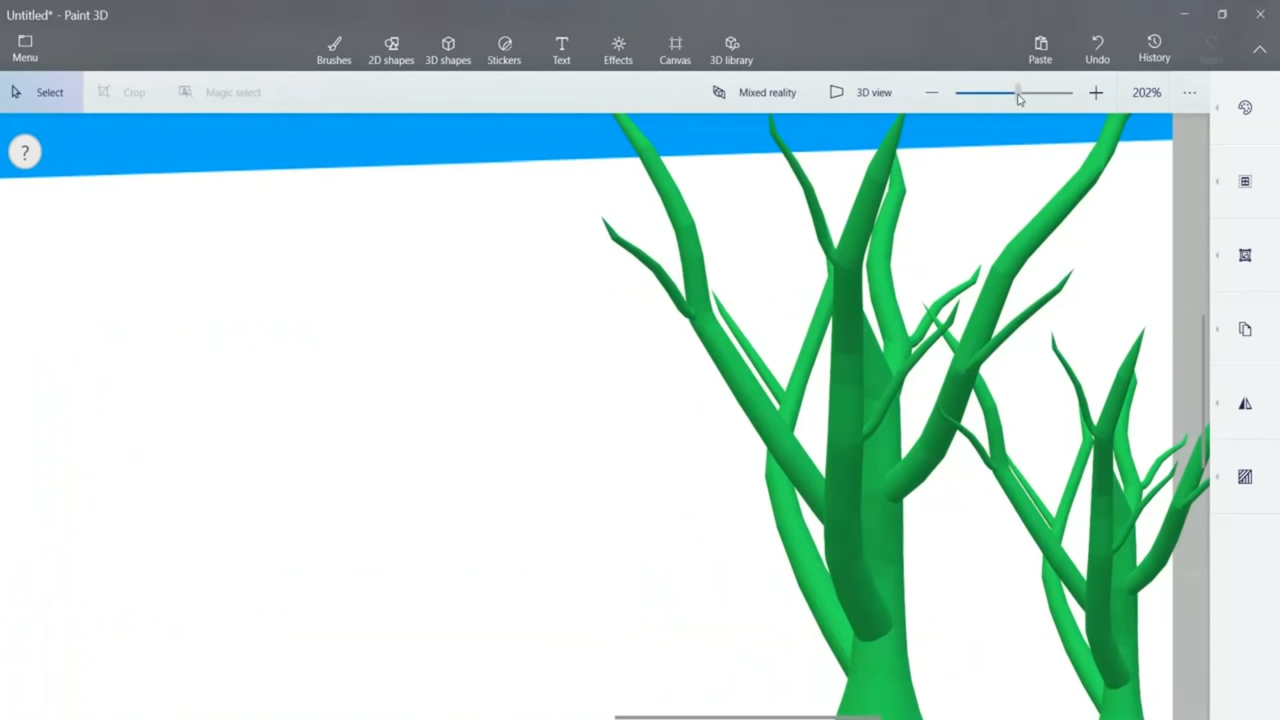 Untitled* - Paint 3D
Menu
Brushes
2D shapes
3D shapes
Stickers
Text
Effects
Canvas
3D library
Paste
Undo
History
Select
Crop
Magic select
Mixed reality
3D view
202%
?